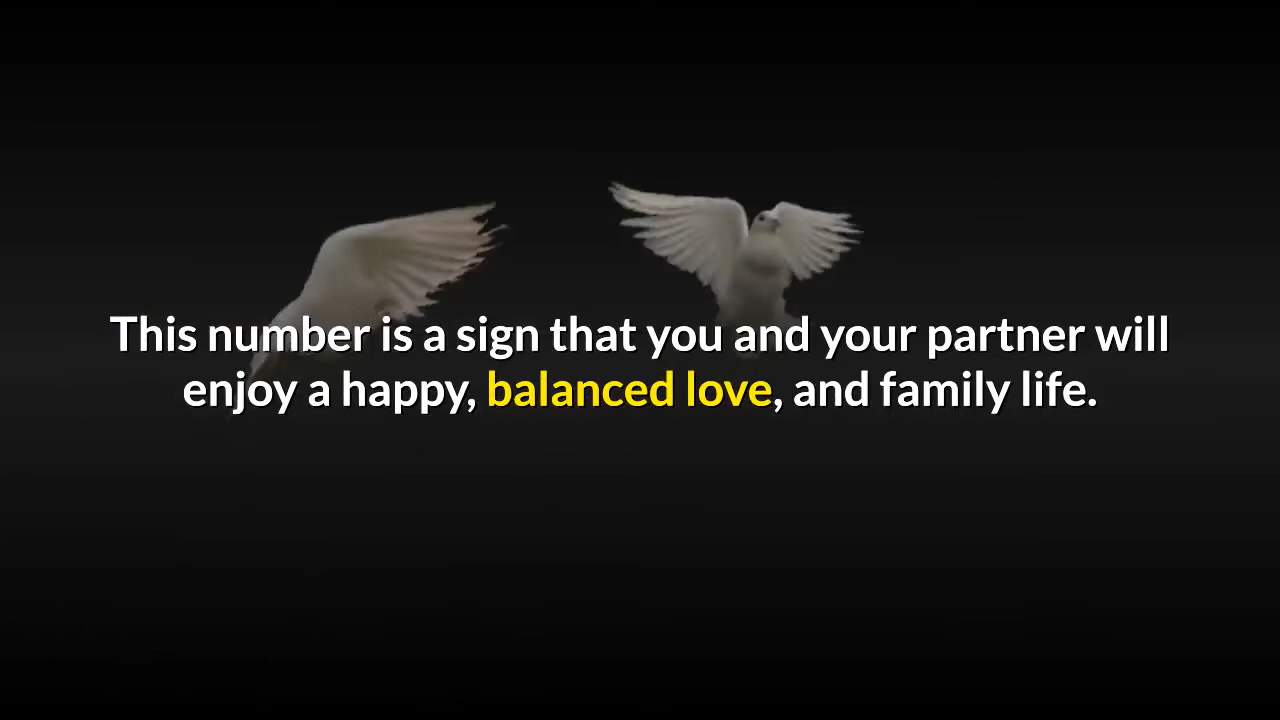 This number is a sign that you and your partner will
enjoy a happy, balanced love, and family life.